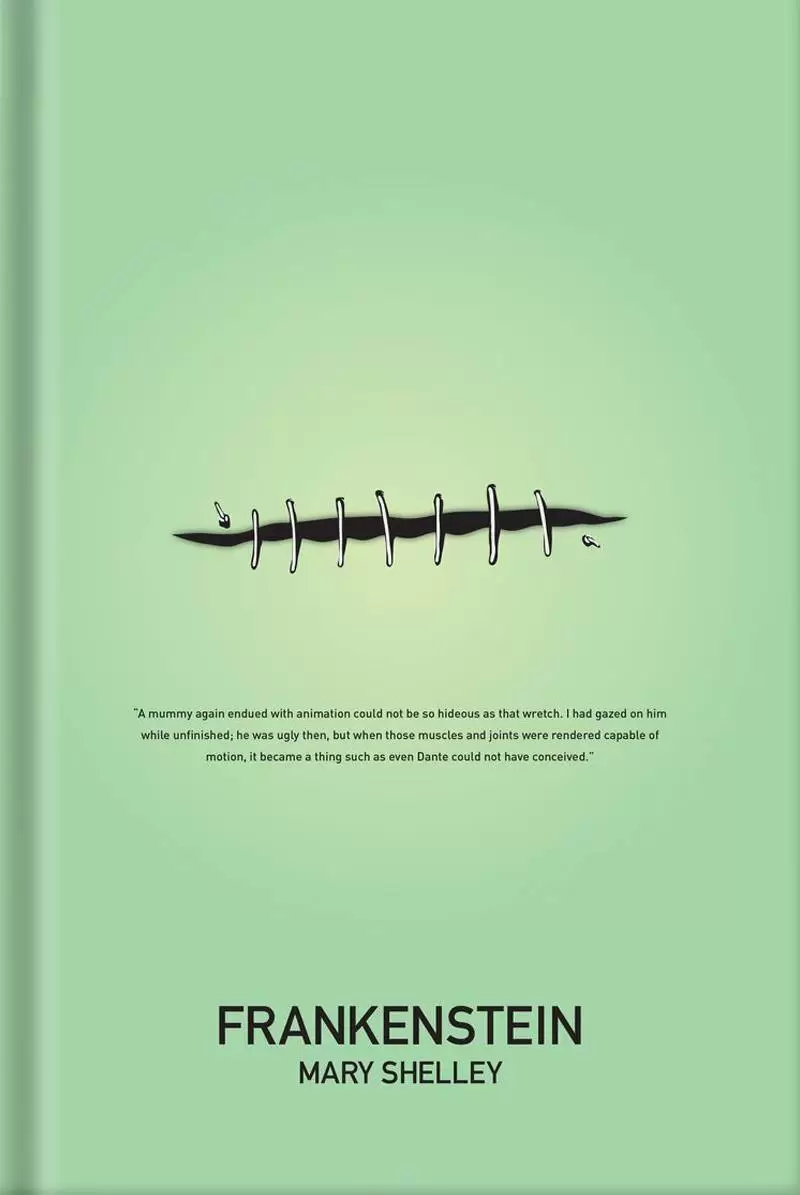 "A mummy again endued with animation could not be so hideous as that wretch. I had gazed on him
while unfinished; he was ugly then, but when those muscles and joints were rendered capable of
motion, it became a thing such as even Dante could not have conceived."
FRANKENSTEIN
MARY SHELLEY